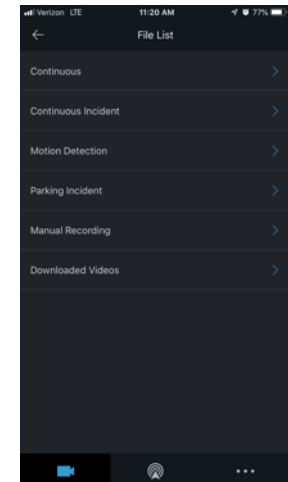 Verizon LTE 11:20 AM 77%
File List
Continuous
Continuous Incident
Motion Detection
Parking Incident
Manual Recording
Downloaded Videos